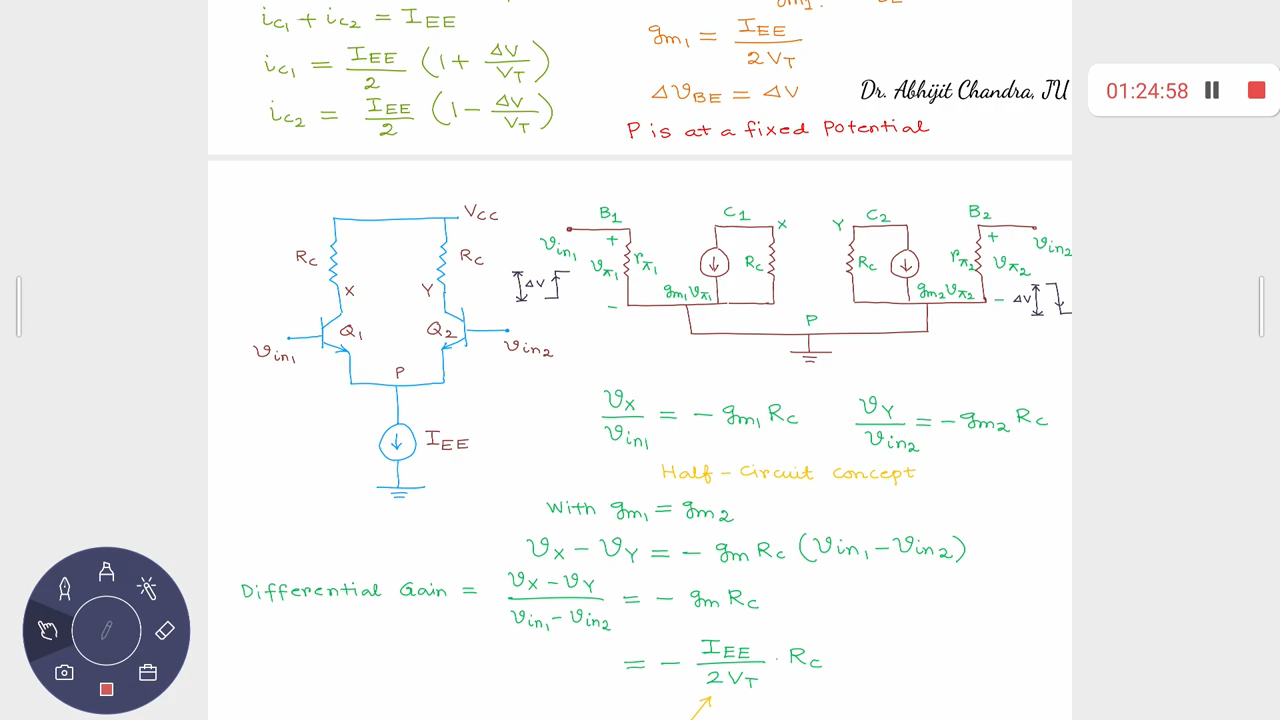 i_C1 + i_C2 = I_EE
i_C1 = I_EE/2 (1 + ΔV/V_T)
i_C2 = I_EE/2 (1 - ΔV/V_T)
g_m1 = I_EE/2V_T
Δv_BE = ΔV
P is at a fixed Potential
Dr. Abhijit Chandra, JU
01:24:58
V_CC
R_C
R_C
X
Y
Q_1
Q_2
v_in1
v_in2
P
I_EE
B_1
C_1
X
Y
C_2
B_2
v_in1
+
v_π1
-
r_π1
g_m1 v_π1
R_C
R_C
g_m2 v_π2
r_π2
+
v_π2
-
v_in2
ΔV
ΔV
P
v_X/v_in1 = - g_m1 R_C
v_Y/v_in2 = - g_m2 R_C
Half-Circuit concept
With g_m1 = g_m2
v_X - v_Y = - g_m R_C (v_in1 - v_in2)
Differential Gain = v_X - v_Y/v_in1 - v_in2 = - g_m R_C
= - I_EE/2V_T · R_C